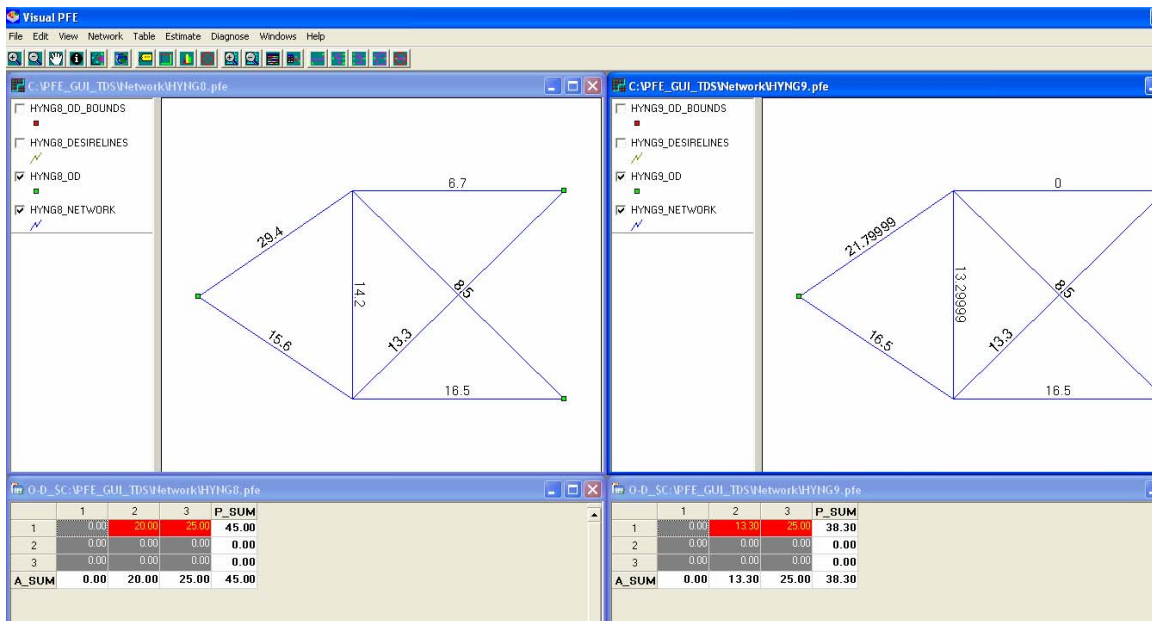 Visual PFE
File Edit View Network Table Estimate Diagnose Windows Help
C:\PFE_GUI_TDS\Network\HYNG8.pfe
HYNG8_OD_BOUNDS
HYNG8_DESIRELINES
HYNG8_OD
HYNG8_NETWORK
6.7
29.4
14.2
8.5
15.6
13.3
16.5
C:\PFE_GUI_TDS\Network\HYNG9.pfe
HYNG9_OD_BOUNDS
HYNG9_DESIRELINES
HYNG9_OD
HYNG9_NETWORK
0
21.79999
13.29999
8.5
16.5
13.3
16.5
O-D_SC:\PFE_GUI_TDS\Network\HYNG8.pfe
1 2 3 P_SUM
1 0.00 20.00 25.00 45.00
2 0.00 0.00 0.00 0.00
3 0.00 0.00 0.00 0.00
A_SUM 0.00 20.00 25.00 45.00
O-D_SC:\PFE_GUI_TDS\Network\HYNG9.pfe
1 2 3 P_SUM
1 0.00 13.30 25.00 38.30
2 0.00 0.00 0.00 0.00
3 0.00 0.00 0.00 0.00
A_SUM 0.00 13.30 25.00 38.30